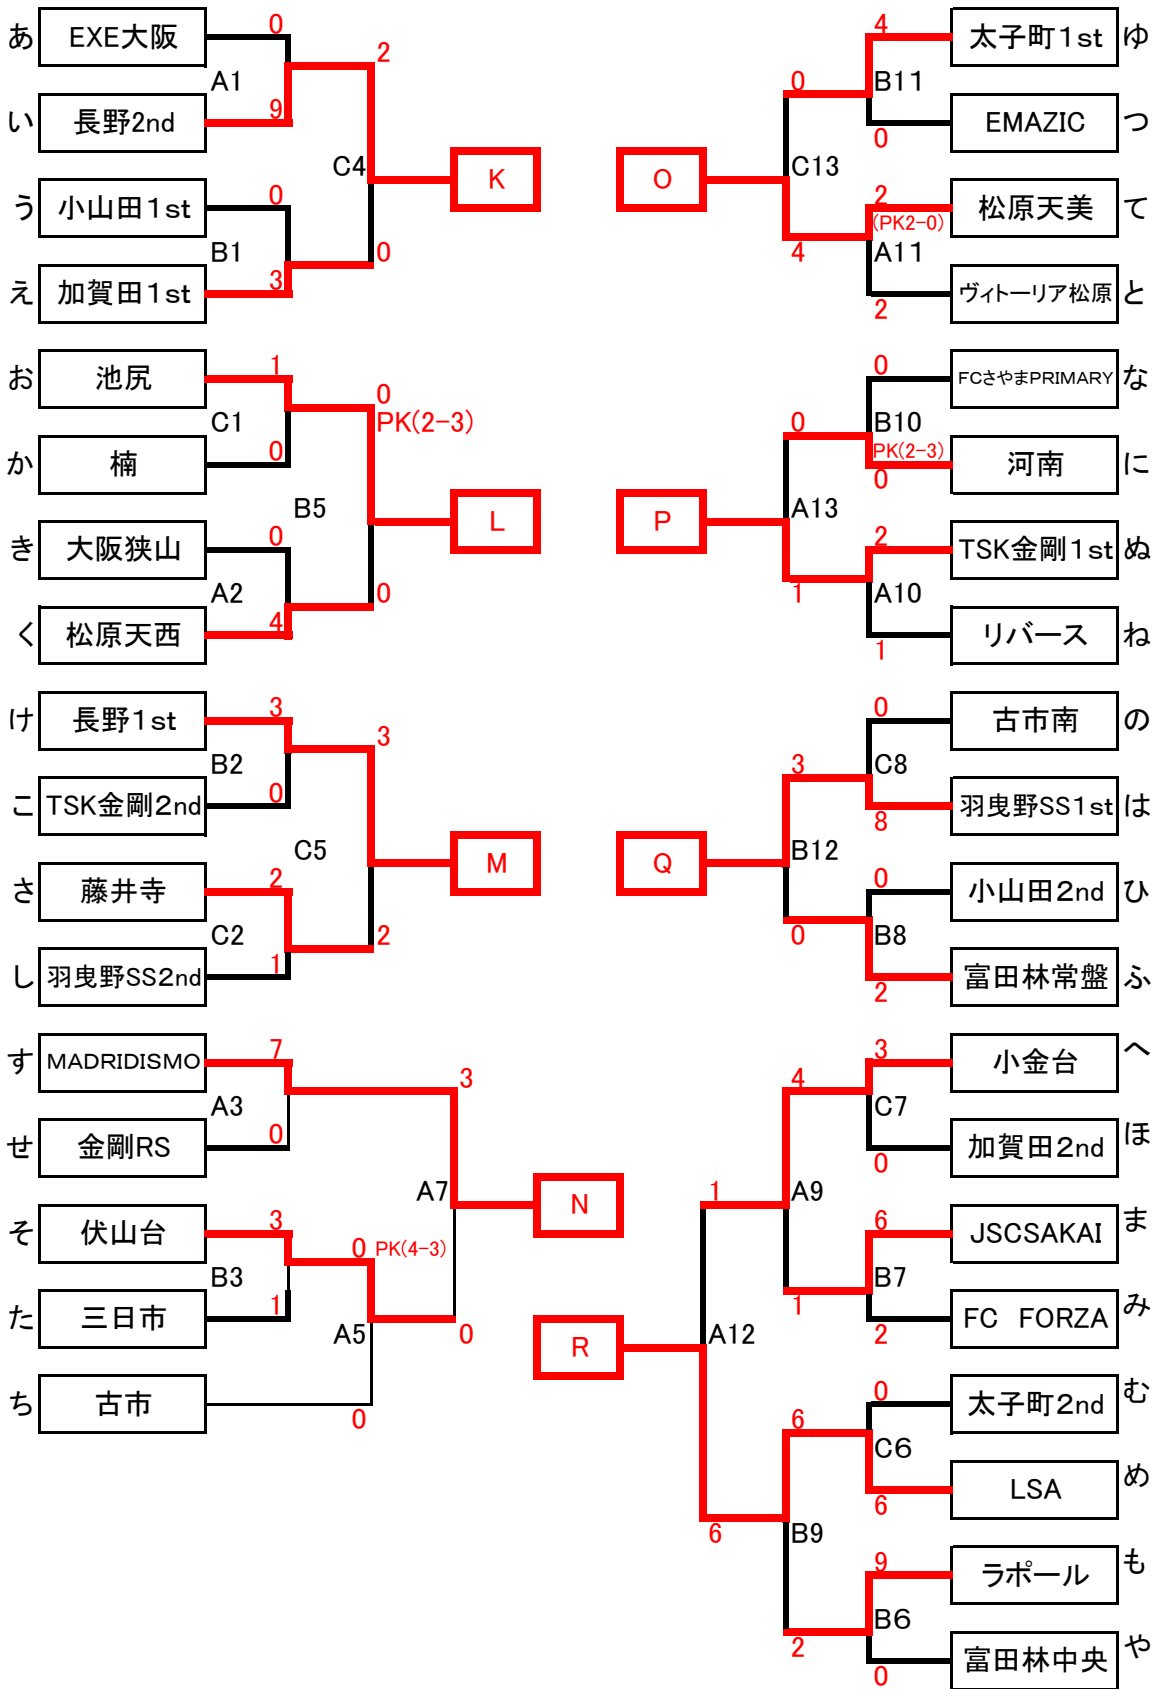 あ EXE大阪 0
A1 2
い 長野2nd 9
C4 K
う 小山田1st 0
B1 0
え 加賀田1st 3
お 池尻 1
C1 0
PK(2-3)
か 楠 0
B5 L
き 大阪狭山 0
A2 0
く 松原天西 4
け 長野1st 3
B2 3
こ TSK金剛2nd 0
C5 M
さ 藤井寺 2
C2 2
し 羽曳野SS2nd 1
す MADRIDISMO 7
A3 3
せ 金剛RS 0
A7 N
そ 伏山台 3
B3 0 PK(4-3)
た 三日市 1
A5 0
ち 古市 0
4 太子町1st ゆ
0 B11
0 EMAZIC つ
O C13
2 松原天美 て
(PK2-0)
4 A11
2 ヴィトーリア松原 と
0 FCさやまPRIMARY な
0 B10
PK(2-3)
0 河南 に
P A13
2 TSK金剛1st ぬ
1 A10
1 リバース ね
0 古市南 の
3 C8
8 羽曳野SS1st は
Q B12
0 小山田2nd ひ
0 B8
2 富田林常盤 ふ
3 小金台 へ
4 C7
0 加賀田2nd ほ
1 A9
6 JSCSAKAI ま
1 B7
2 FC FORZA み
R A12
0 太子町2nd む
6 C6
6 LSA め
6 B9
9 ラポール も
2 B6
0 富田林中央 や